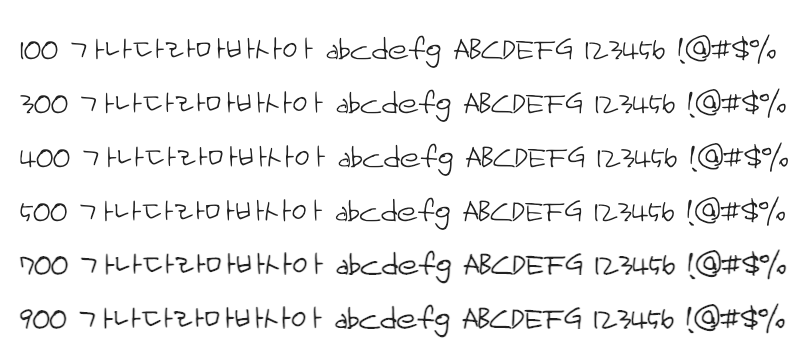 100 가나다라마바사아 abcdefg ABCDEFG 123456 !@#$%
300 가나다라마바사아 abcdefg ABCDEFG 123456 !@#$%
400 가나다라마바사아 abcdefg ABCDEFG 123456 !@#$%
500 가나다라마바사아 abcdefg ABCDEFG 123456 !@#$%
700 가나다라마바사아 abcdefg ABCDEFG 123456 !@#$%
900 가나다라마바사아 abcdefg ABCDEFG 123456 !@#$%